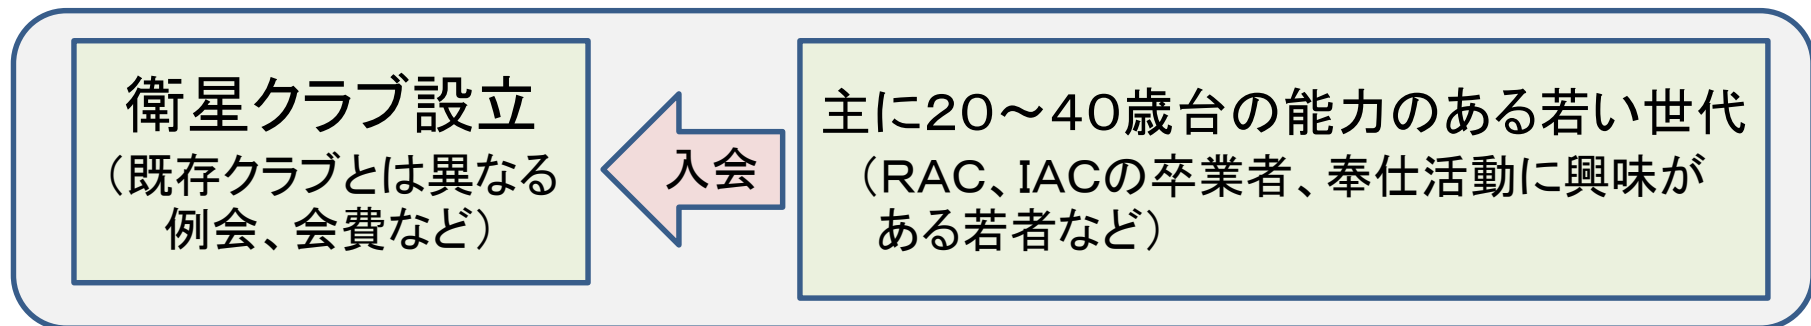 衛星クラブ設立
（既存クラブとは異なる
例会、会費など）
入会
主に２０～４０歳台の能力のある若い世代
（ＲＡＣ、ＩＡＣの卒業者、奉仕活動に興味が
ある若者など）